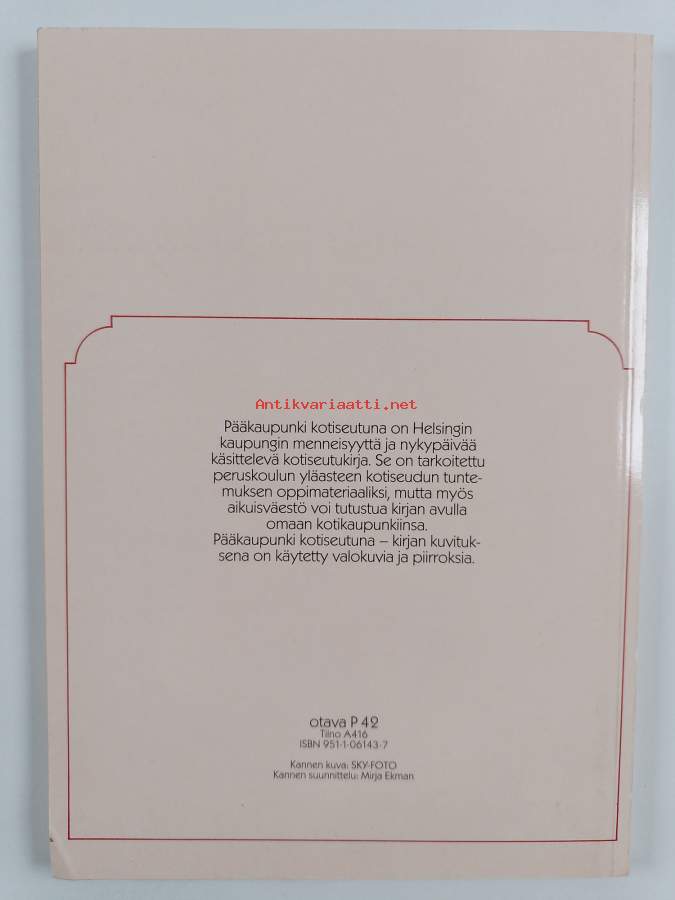 Antikvariaatti.net
Pääkaupunki kotiseutuna on Helsingin
kaupungin menneisyyttä ja nykypäivää
käsittelevä kotiseutukirja. Se on tarkoitettu
peruskoulun yläasteen kotiseudun tunte-
muksen oppimateriaaliksi, mutta myös
aikuisväestö voi tutustua kirjan avulla
omaan kotikaupunkiinsa.
Pääkaupunki kotiseutuna – kirjan kuvituk-
sena on käytetty valokuvia ja piirroksia.
otava P 42
Tiino A416
ISBN 951-1-06143-7
Kannen kuva: SKY-FOTO
Kannen suunnittelu: Mirja Ekman